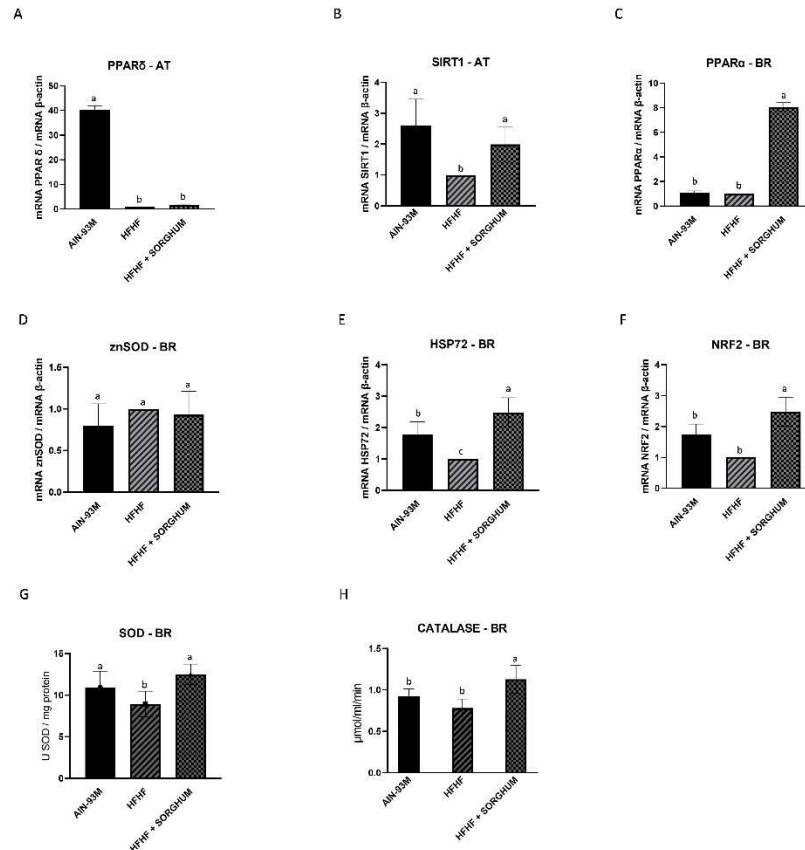 A
PPARδ - AT
mRNA PPAR δ / mRNA β-actin
50
40
30
20
10
0
a
b
b
AIN-93M
HFHF
HFHF + SORGHUM
B
SIRT1 - AT
mRNA SIRT1 / mRNA β-actin
4
3
2
1
0
a
b
a
AIN-93M
HFHF
HFHF + SORGHUM
C
PPARα - BR
mRNA PPARα/ mRNA β-actin
10
8
6
4
2
0
b
b
a
AIN-93M
HFHF
HFHF + SORGHUM
D
znSOD - BR
mRNA znSOD / mRNA β-actin
1.5
1.0
0.5
0.0
a
a
a
AIN-93M
HFHF
HFHF + SORGHUM
E
HSP72 - BR
mRNA HSP72 / mRNA β-actin
4
3
2
1
0
b
c
a
AIN-93M
HFHF
HFHF + SORGHUM
F
NRF2 - BR
mRNA NRF2 / mRNA β-actin
4
3
2
1
0
b
b
a
AIN-93M
HFHF
HFHF + SORGHUM
G
SOD - BR
U SOD / mg protein
15
10
5
0
a
b
a
AIN-93M
HFHF
HFHF + SORGHUM
H
CATALASE - BR
µmol/ml/min
1.5
1.0
0.5
0.0
b
b
a
AIN-93M
HFHF
HFHF + SORGHUM